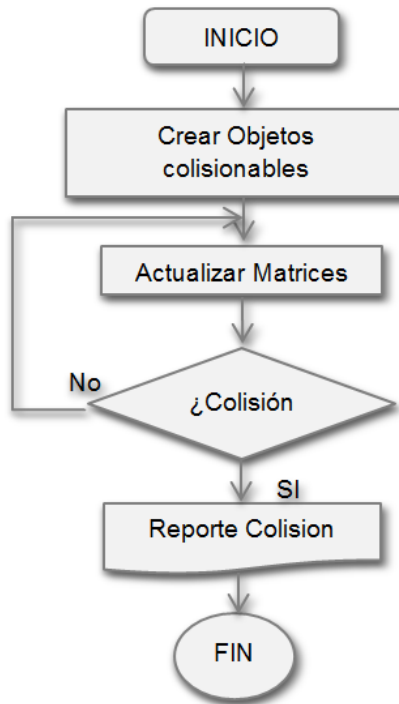 INICIO
Crear Objetos
colisionables
Actualizar Matrices
No
¿Colisión
SI
Reporte Colision
FIN